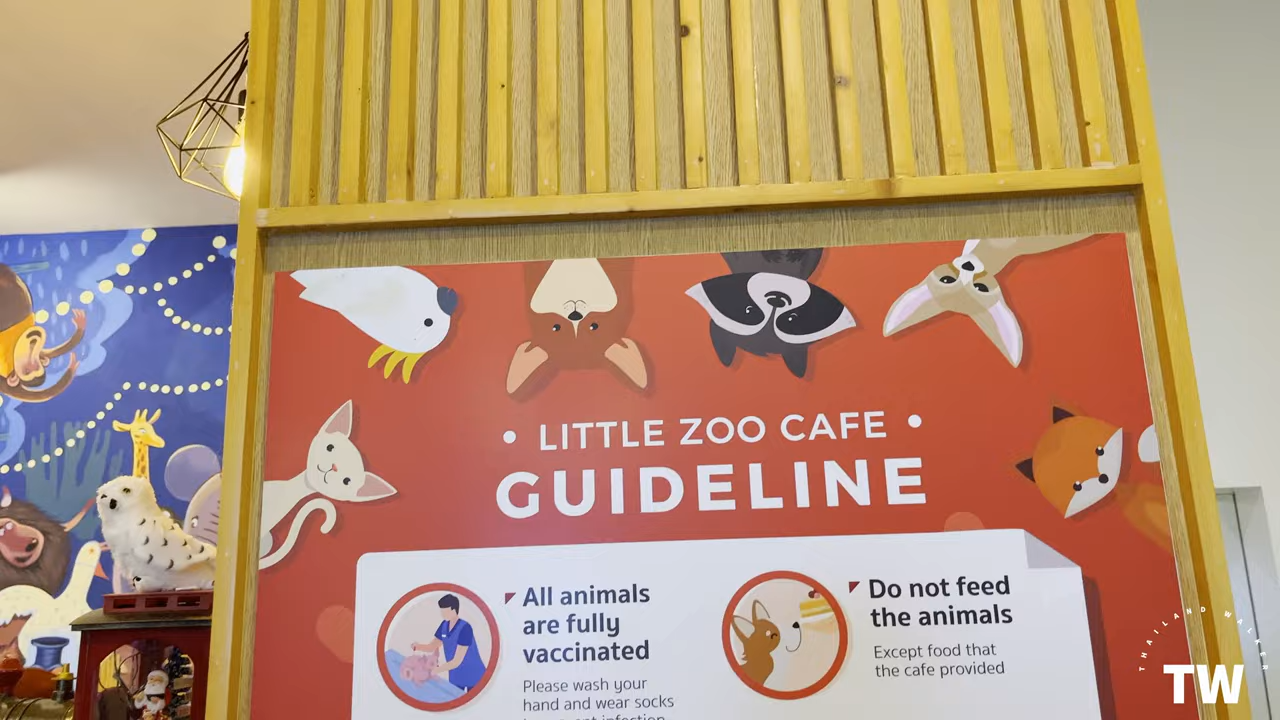 • LITTLE ZOO CAFE •
GUIDELINE
All animals
are fully
vaccinated
Please wash your
hand and wear socks
infection
Do not feed
the animals
Except food that
the cafe provided
THAILAND WALKER
TW